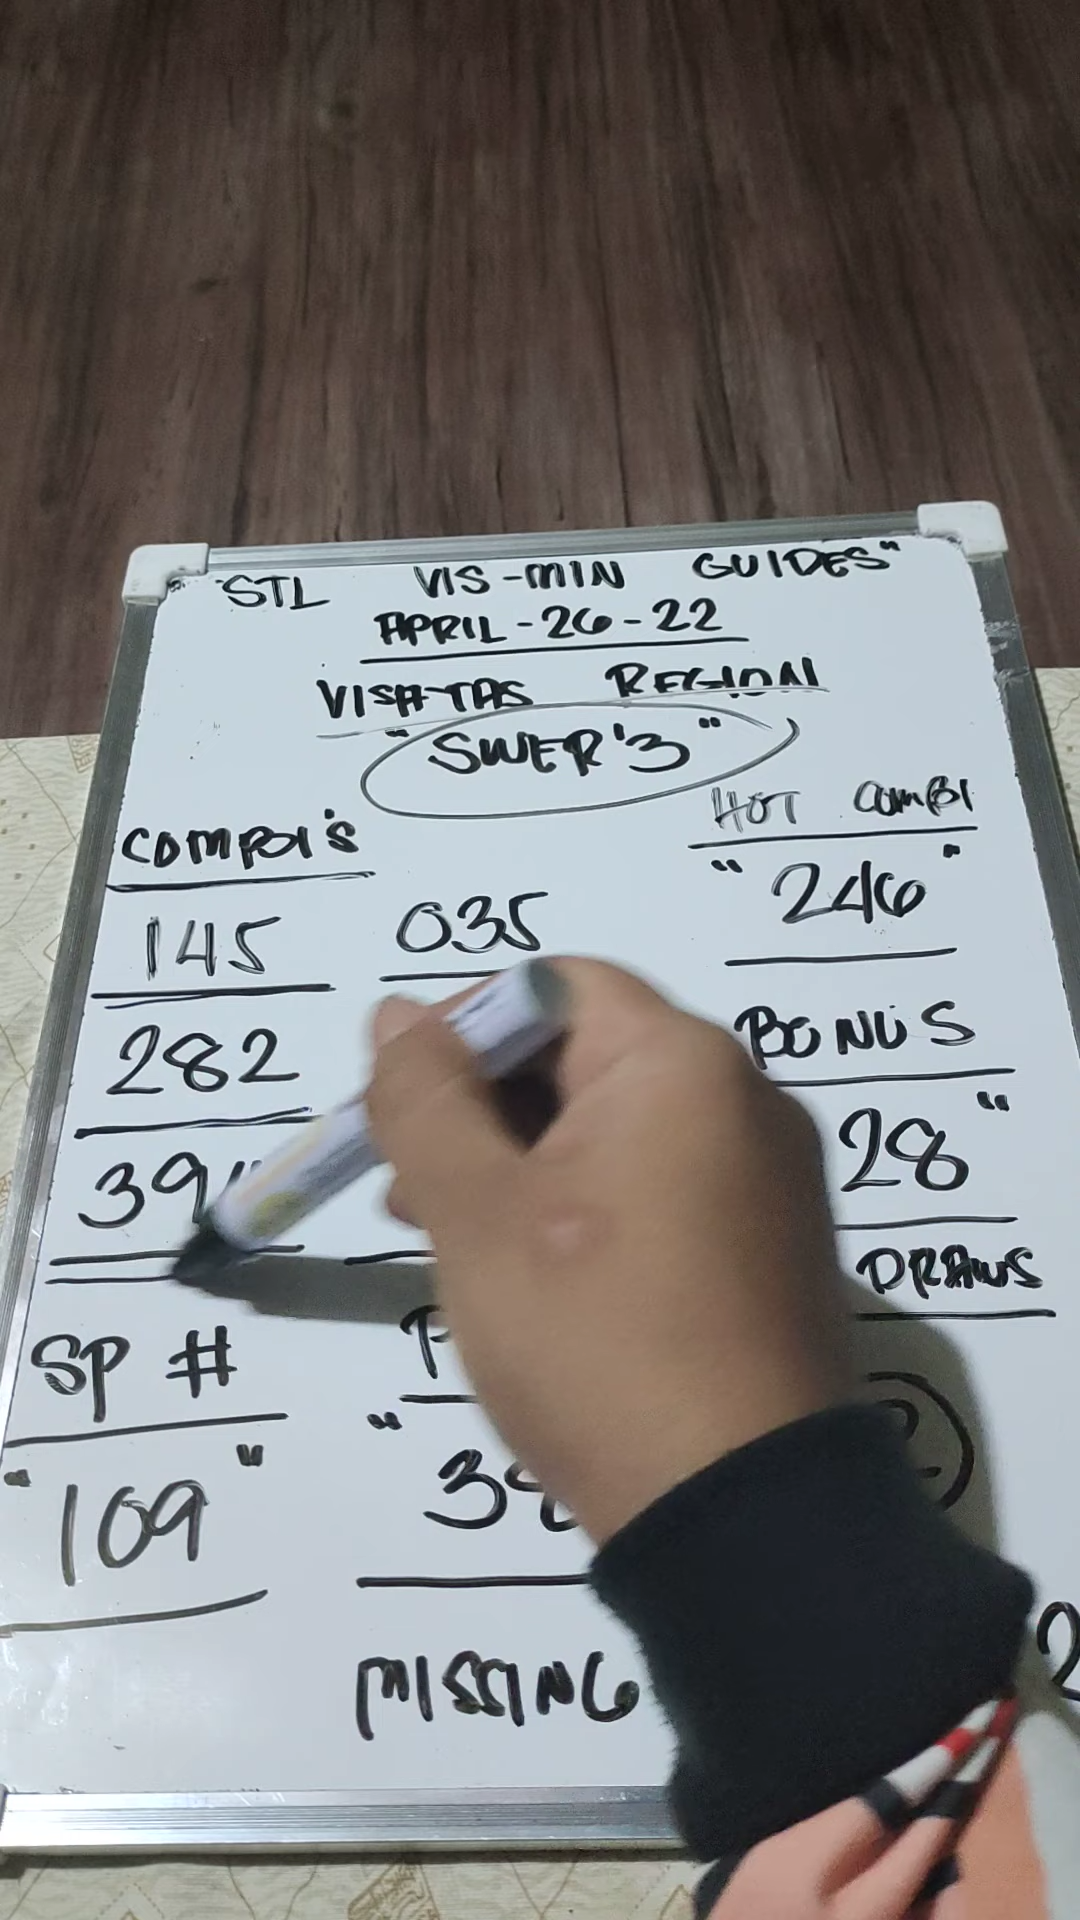 "STL VIS-MIN GUIDES"
APRIL-26-22
VISAYAS REGION
"SWER'3"
COMBI'S
145
282
035
HOT COMBI
"246"
BONUS
28"
DRAWS
SP #
"109"
MISSING